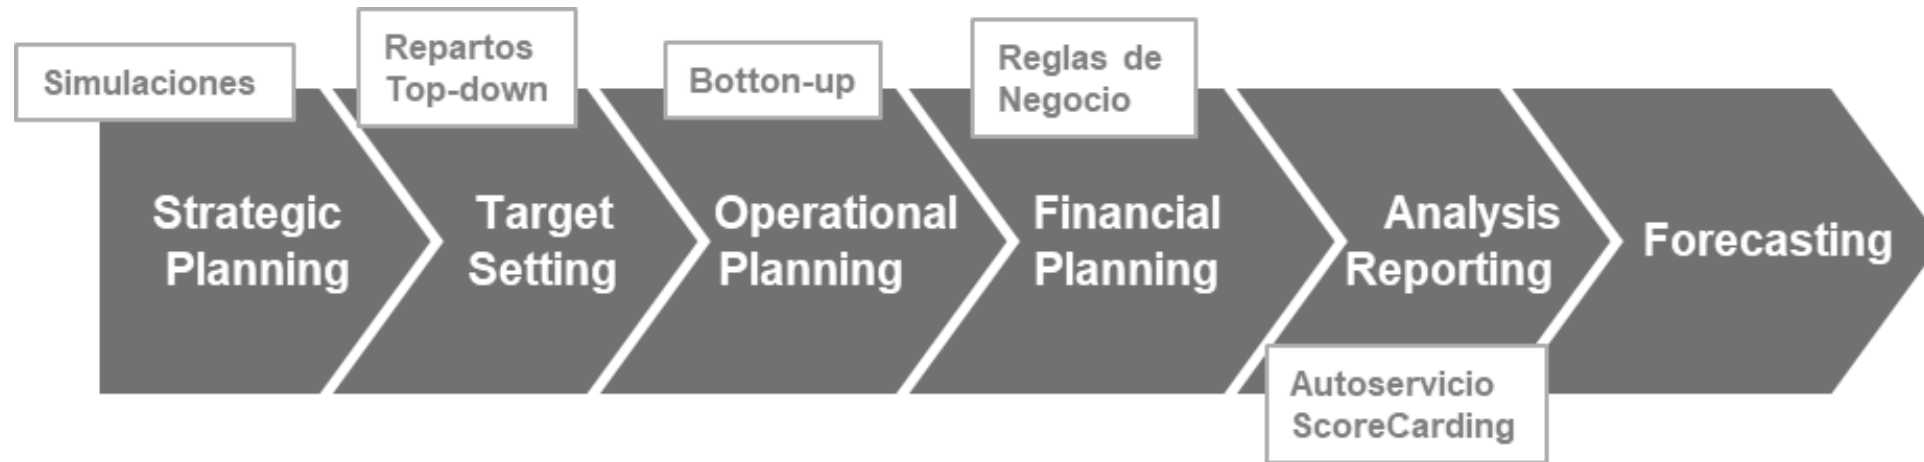 Simulaciones
Repartos
Top-down
Botton-up
Reglas de
Negocio
Strategic
Planning
Target
Setting
Operational
Planning
Financial
Planning
Analysis
Reporting
Forecasting
Autoservicio
ScoreCarding